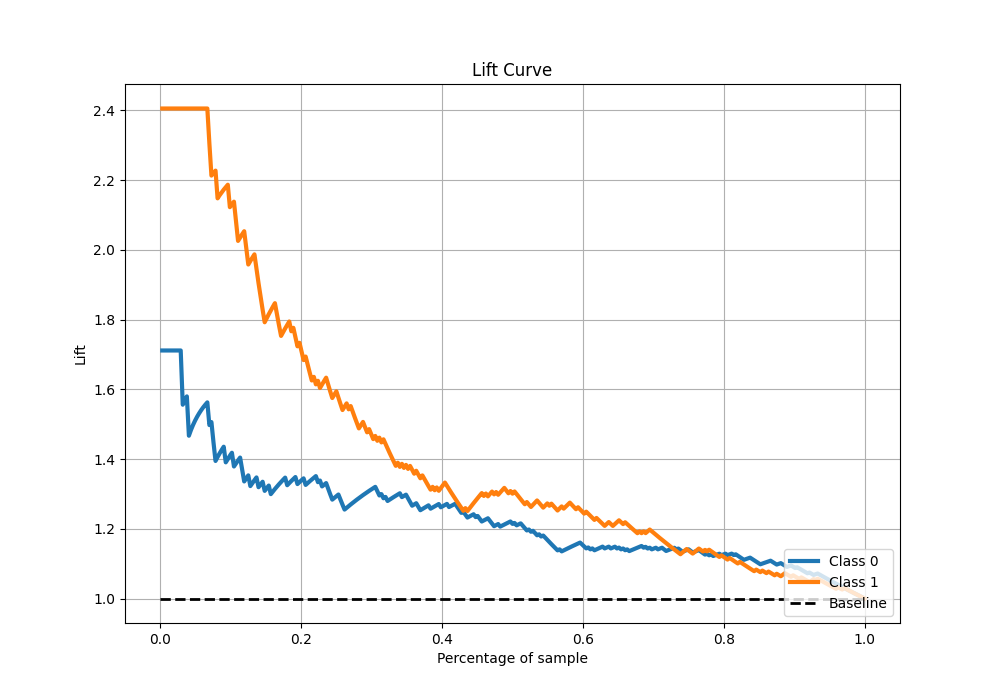 Lift Curve
2.4
2.2
2.0
1.8
1.6
1.4
1.2
1.0
Lift
0.0 0.2 0.4 0.6 0.8 1.0
Percentage of sample
Class 0
Class 1
Baseline